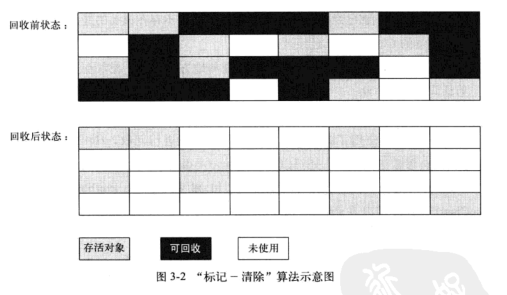 回收前状态：
回收后状态：
存活对象
可回收
未使用
图 3-2 “标记－清除”算法示意图